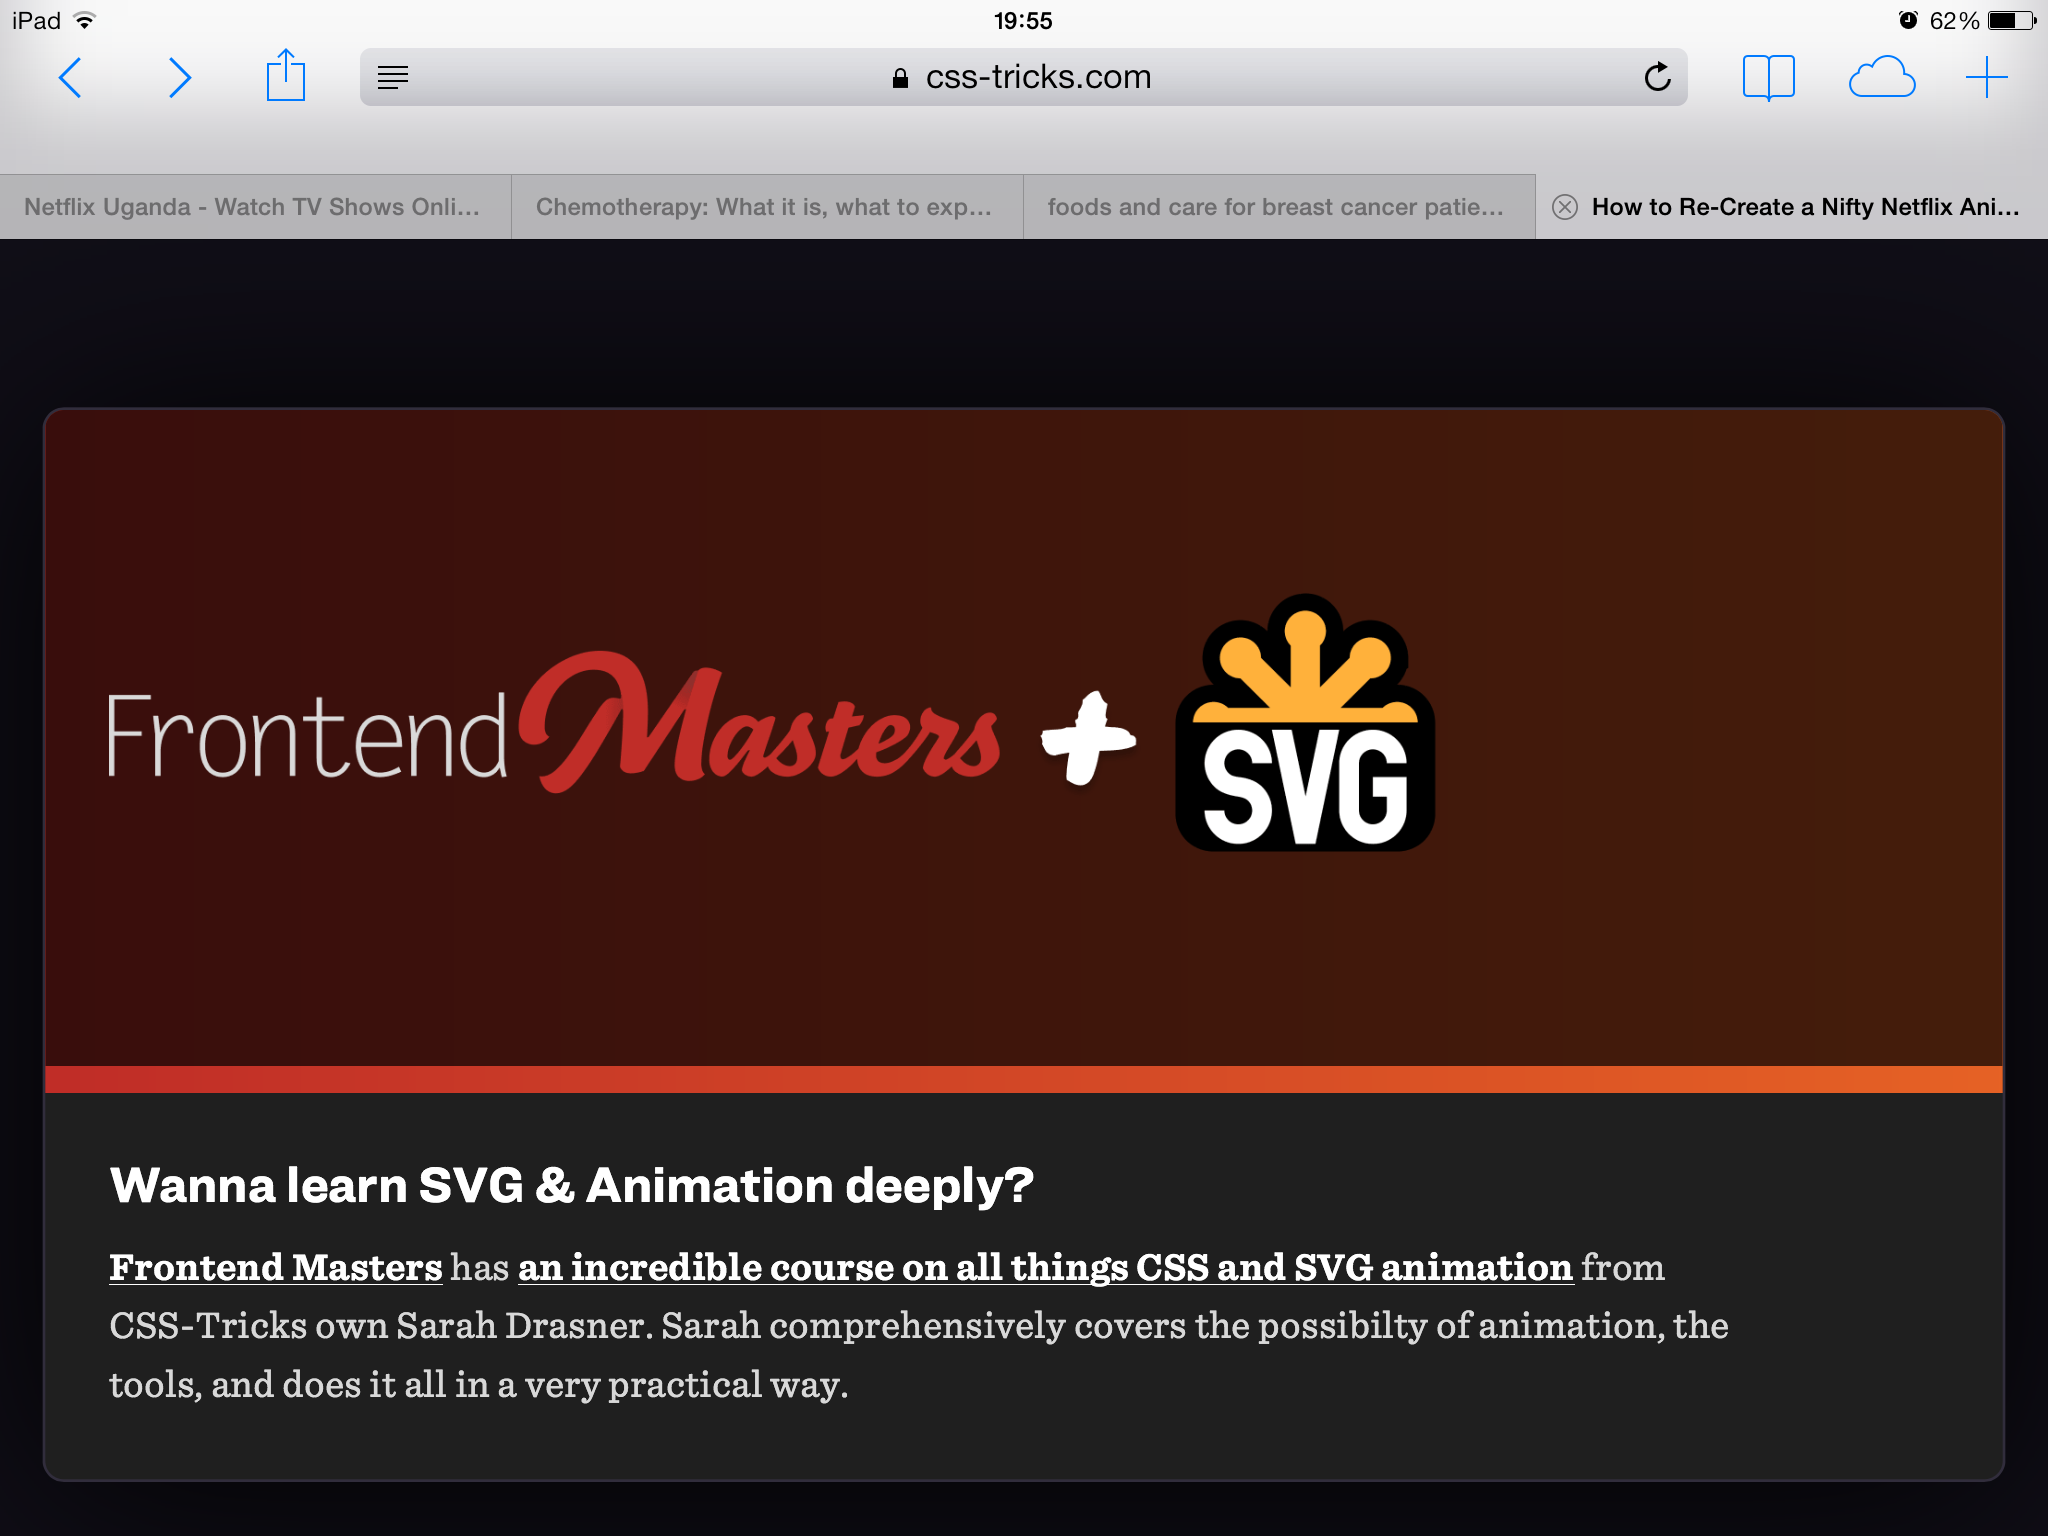 iPad 19:55 62%
css-tricks.com
Netflix Uganda - Watch TV Shows Onli... Chemotherapy: What it is, what to exp... foods and care for breast cancer patie... How to Re-Create a Nifty Netflix Ani...
Frontend Masters + SVG
Wanna learn SVG & Animation deeply?
Frontend Masters has an incredible course on all things CSS and SVG animation from
CSS-Tricks own Sarah Drasner. Sarah comprehensively covers the possibilty of animation, the
tools, and does it all in a very practical way.